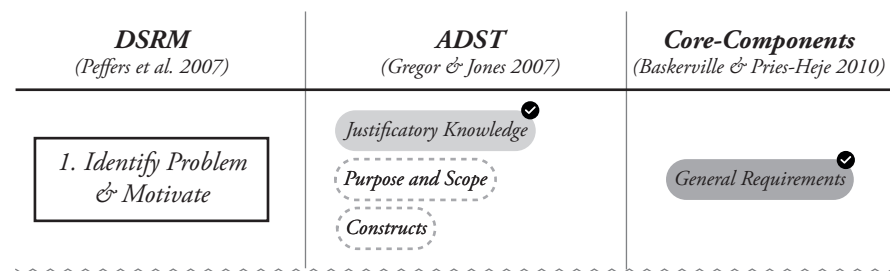 DSRM
(Peffers et al. 2007)
ADST
(Gregor & Jones 2007)
Core-Components
(Baskerville & Pries-Heje 2010)
1. Identify Problem
& Motivate
Justificatory Knowledge
Purpose and Scope
Constructs
General Requirements